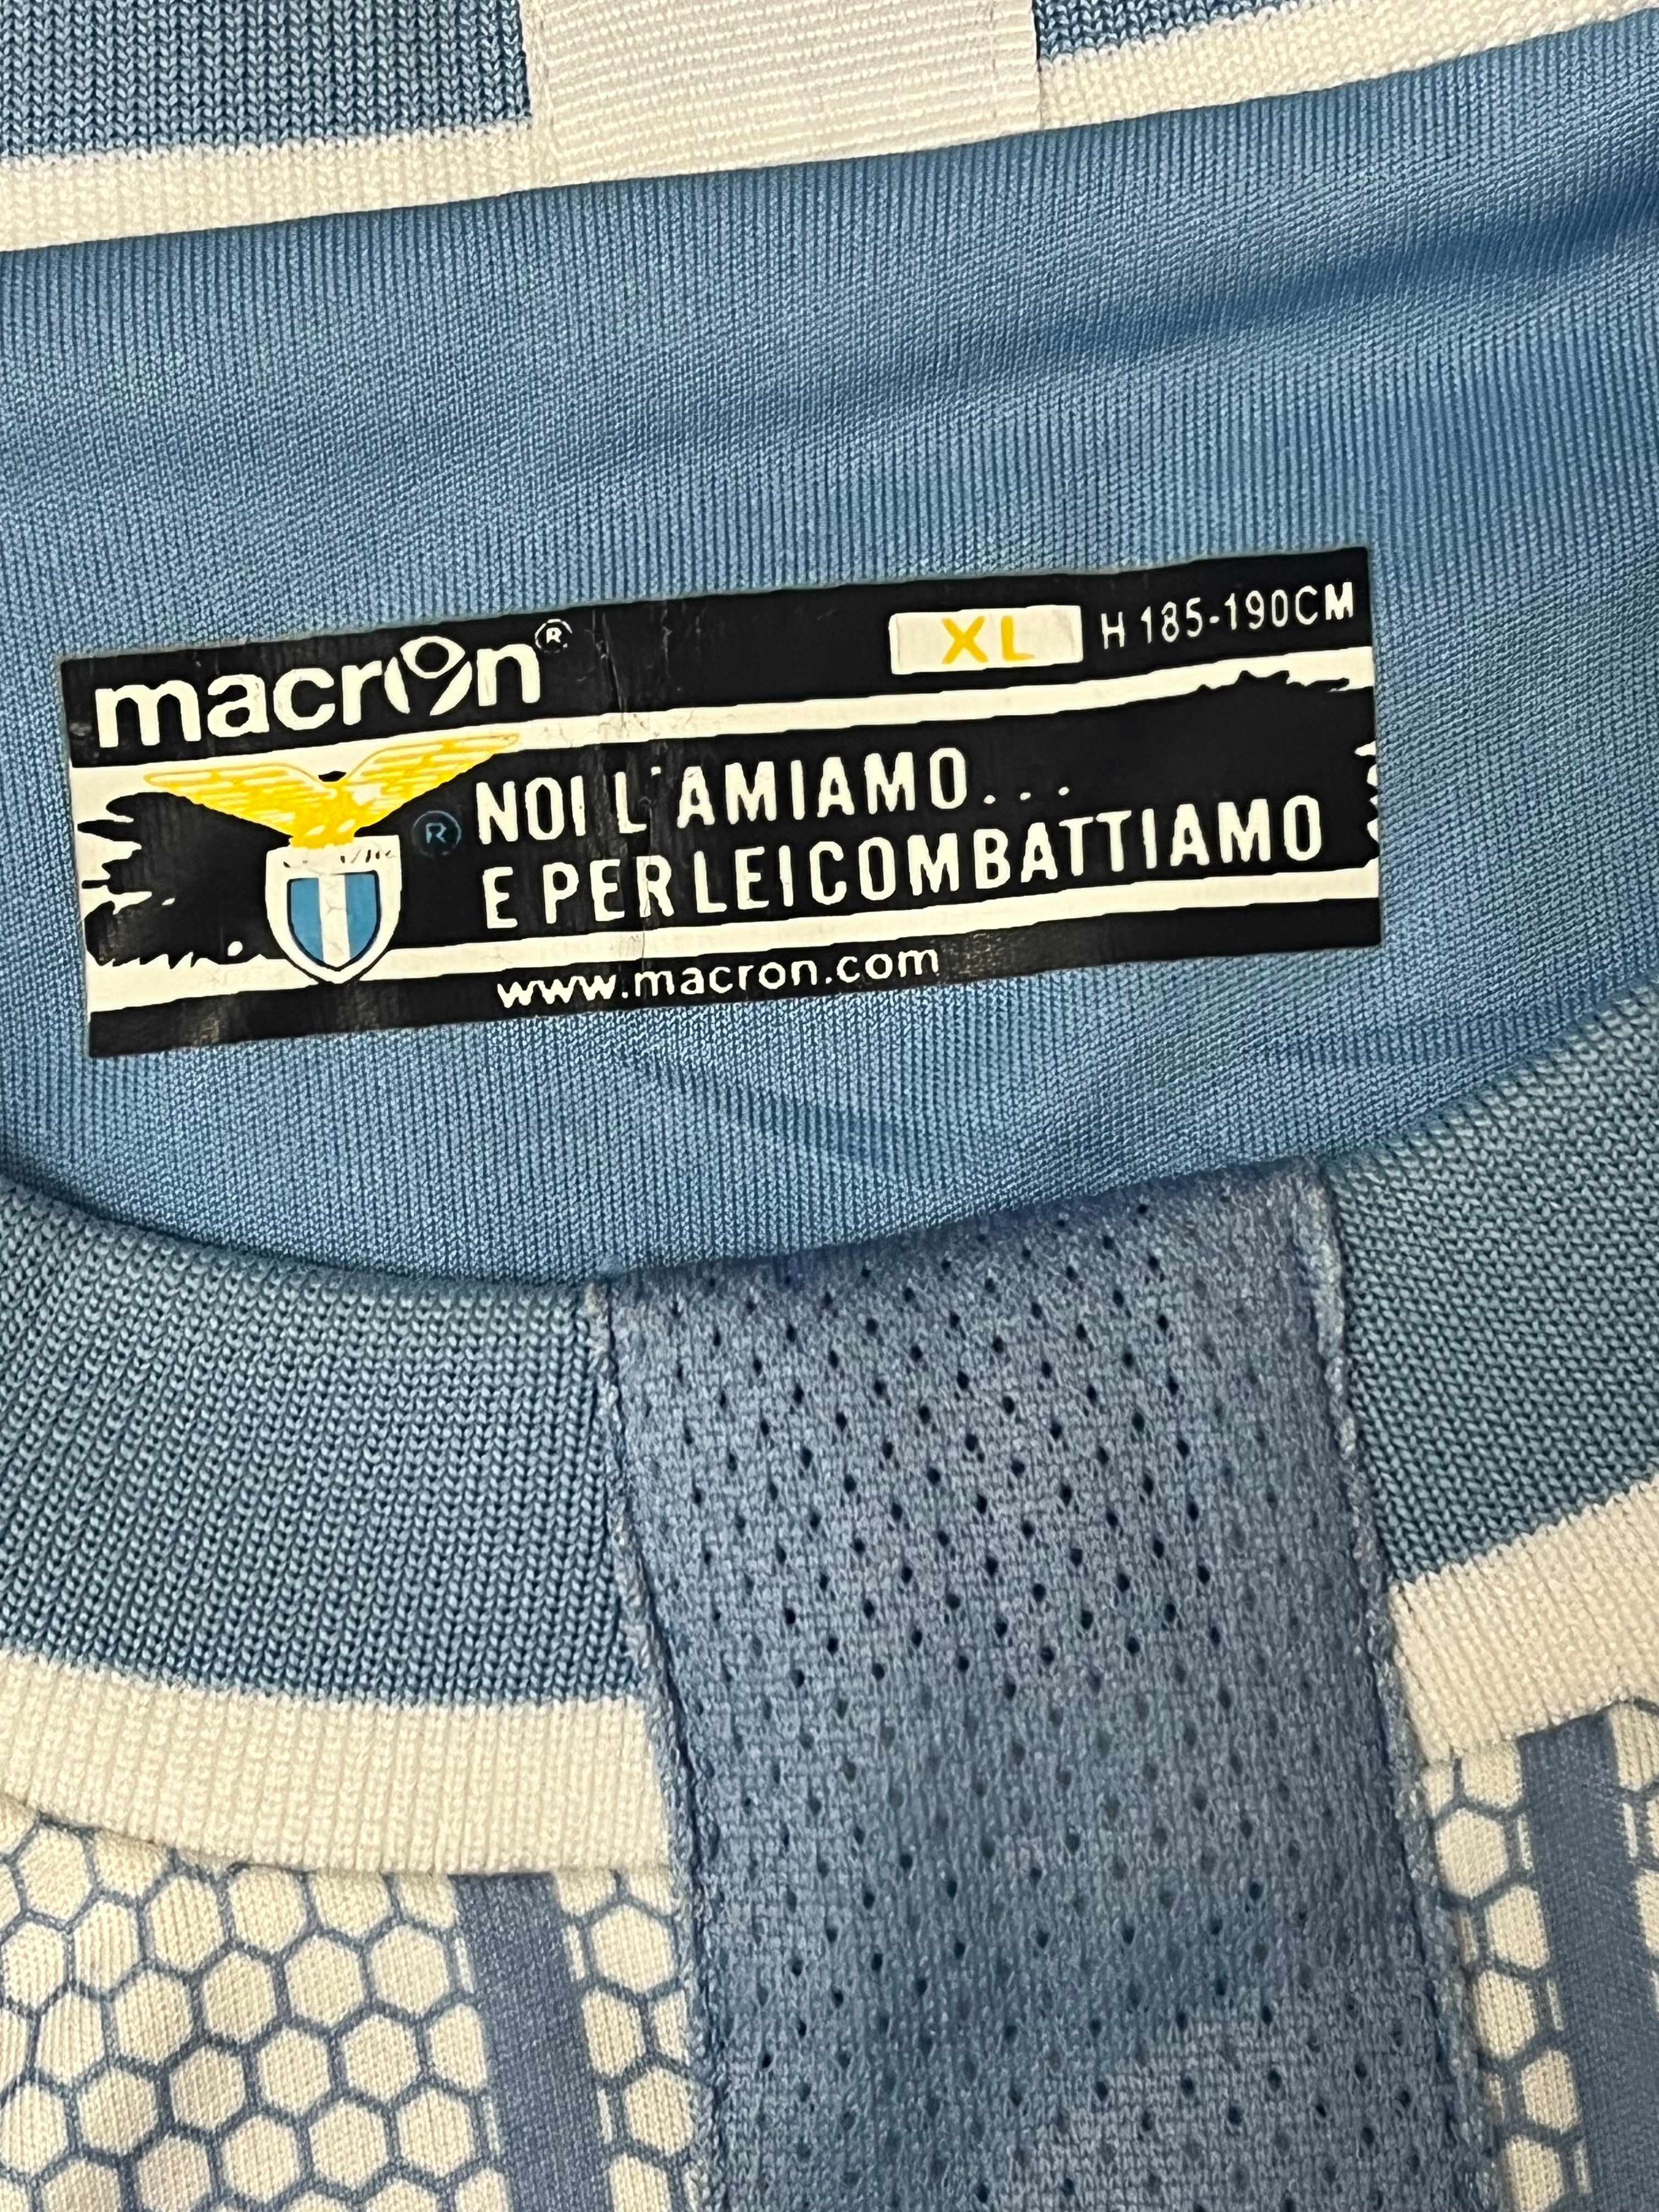 macron®
XL H 185-190CM
® NOI L'AMIAMO...
E PER LEI COMBATTIAMO
www.macron.com